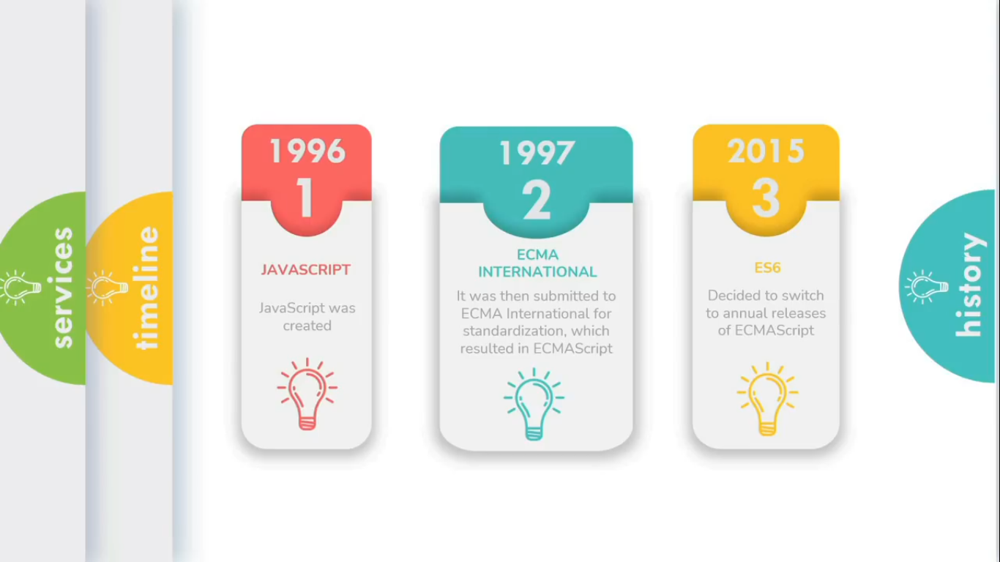 services
timeline
1996
1
JAVASCRIPT
JavaScript was
created
1997
2
ECMA
INTERNATIONAL
It was then submitted to
ECMA International for
standardization, which
resulted in ECMAScript
2015
3
ES6
Decided to switch
to annual releases
of ECMAScript
history